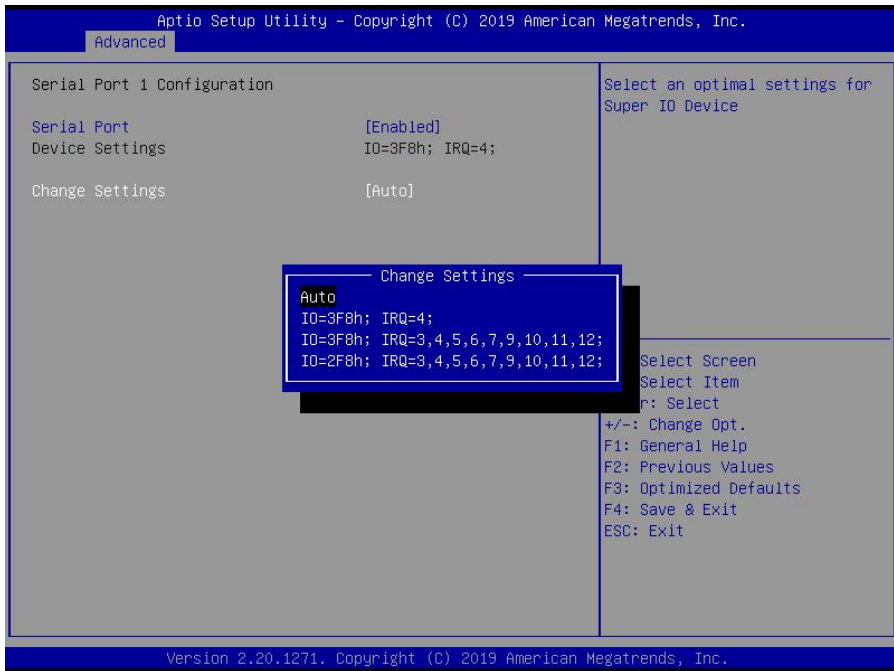 Aptio Setup Utility – Copyright (C) 2019 American Megatrends, Inc.
Advanced
Serial Port 1 Configuration
Serial Port [Enabled]
Device Settings IO=3F8h; IRQ=4;
Change Settings [Auto]
Select an optimal settings for
Super IO Device
Change Settings
Auto
IO=3F8h; IRQ=4;
IO=3F8h; IRQ=3,4,5,6,7,9,10,11,12;
IO=2F8h; IRQ=3,4,5,6,7,9,10,11,12;
Select Screen
Select Item
r: Select
+/-: Change Opt.
F1: General Help
F2: Previous Values
F3: Optimized Defaults
F4: Save & Exit
ESC: Exit
Version 2.20.1271. Copyright (C) 2019 American Megatrends, Inc.